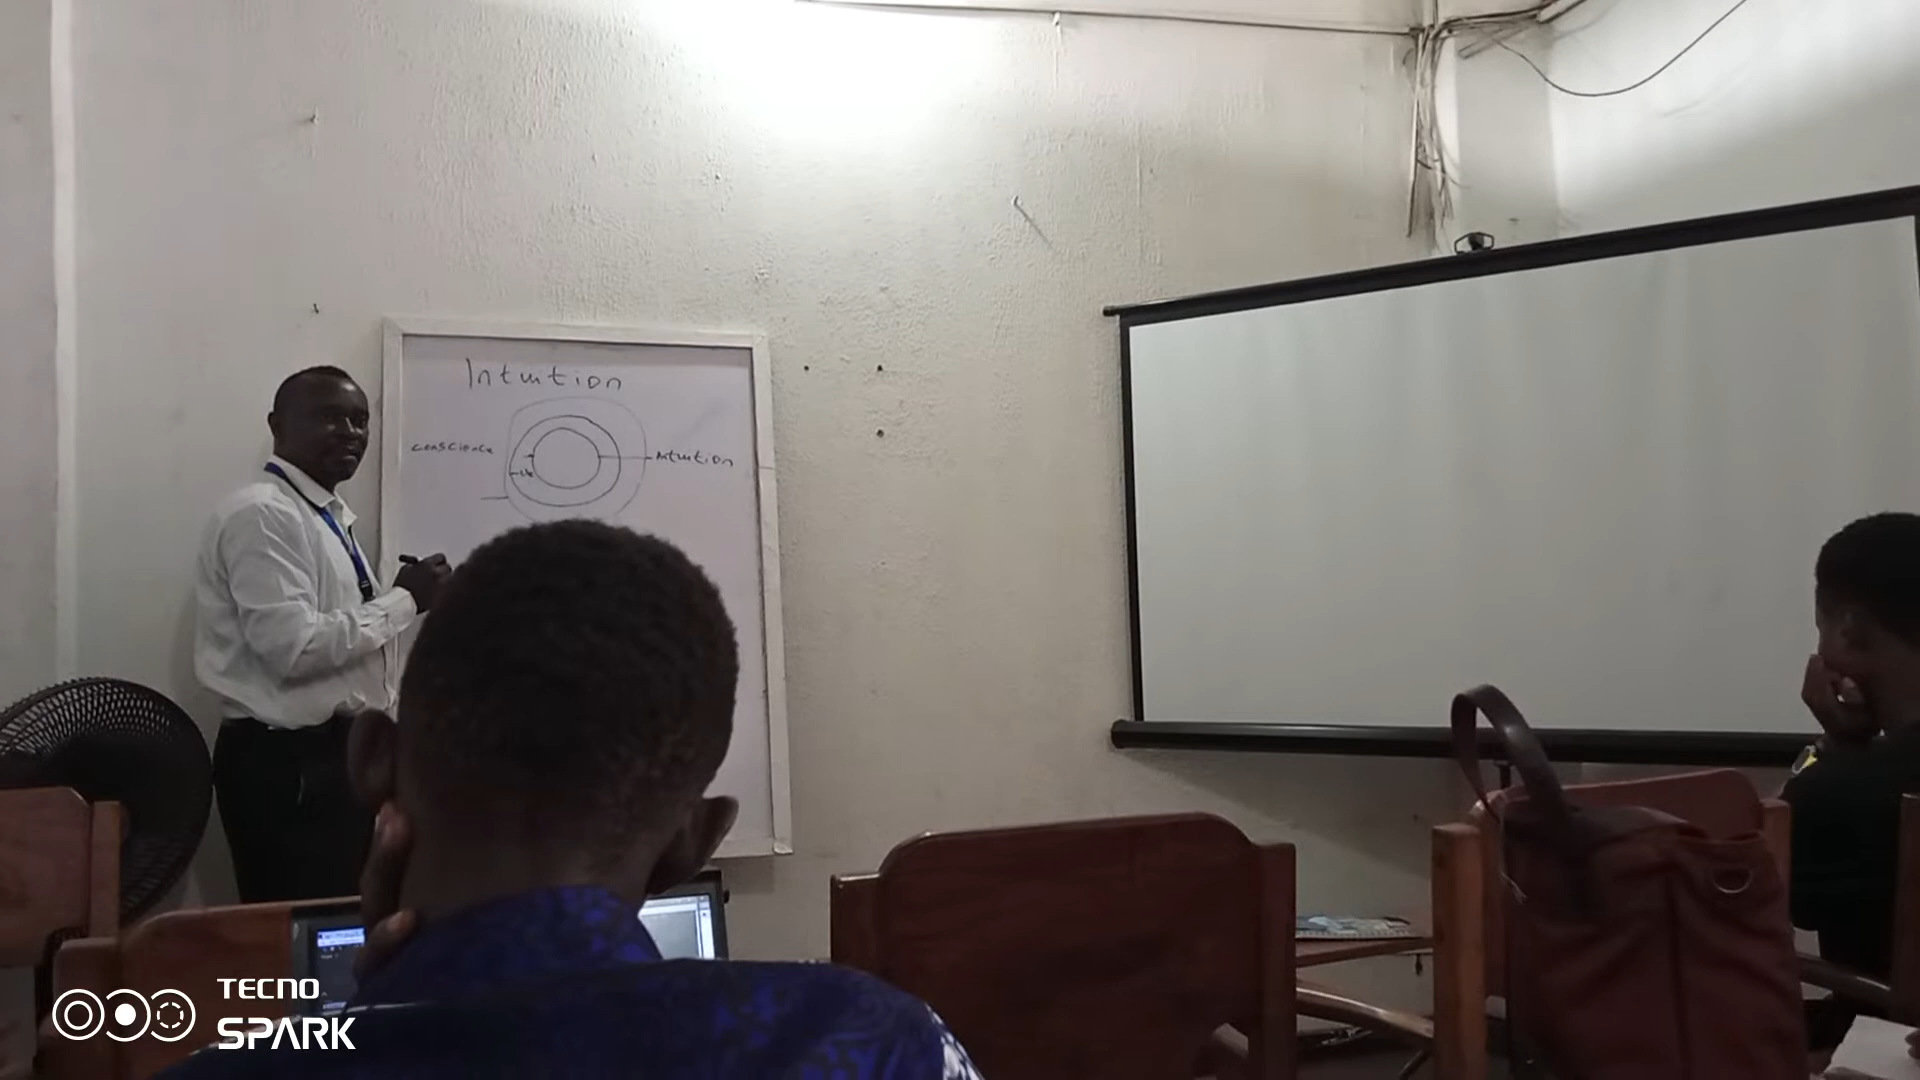 Intuition
conscience
intuition
TECNO
SPARK